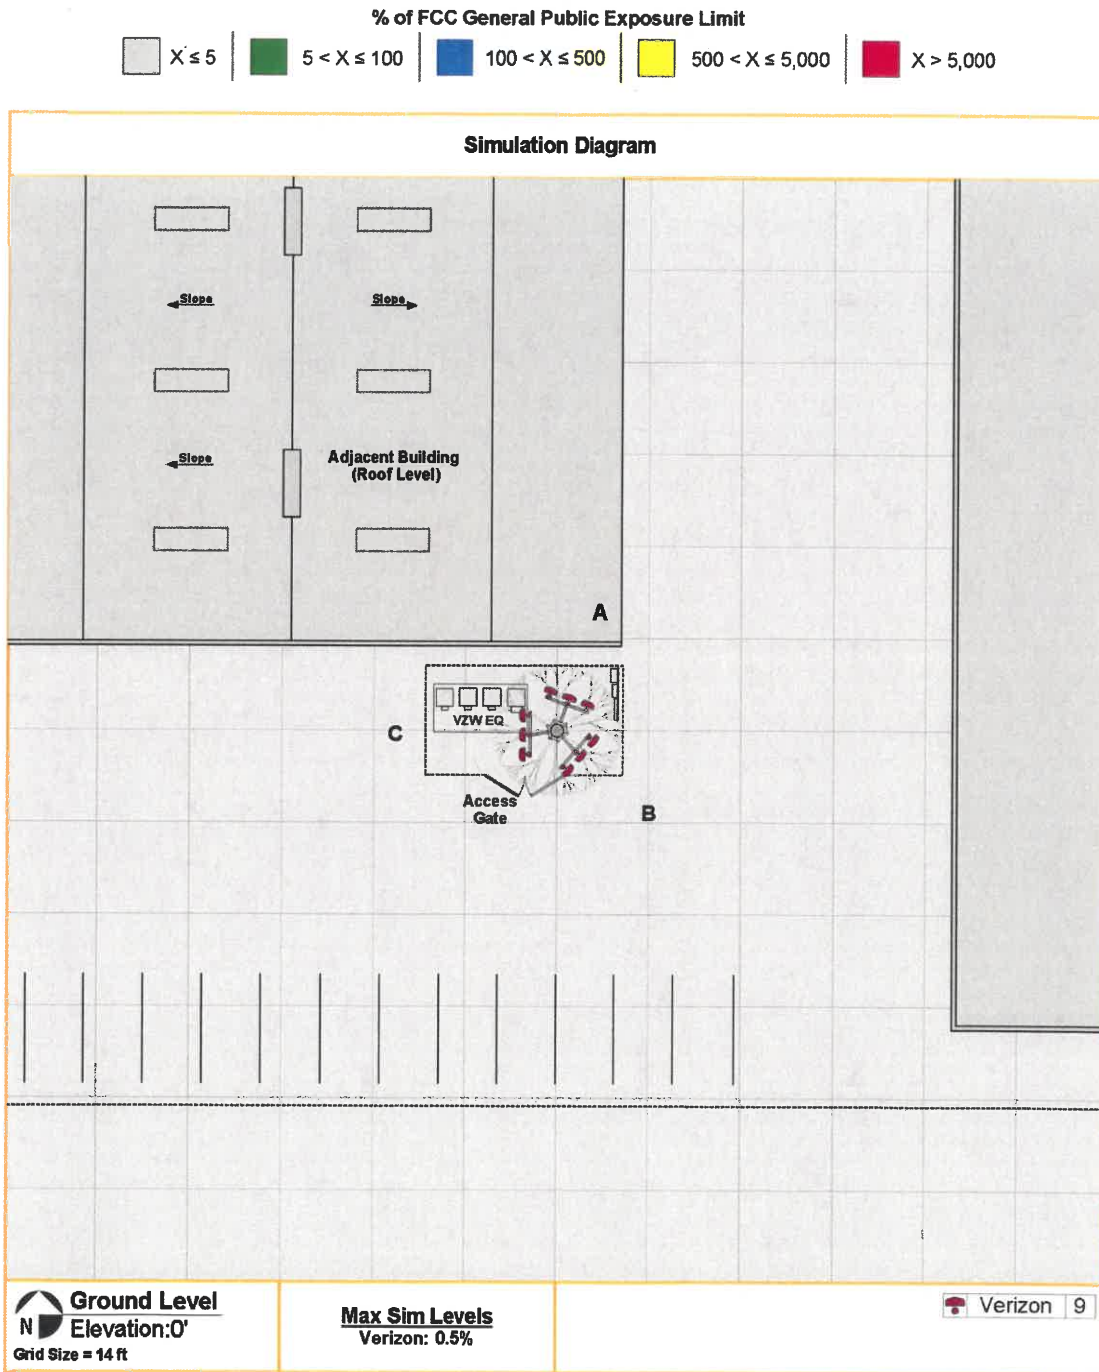 % of FCC General Public Exposure Limit
X ≤ 5
5 < X ≤ 100
100 < X ≤ 500
500 < X ≤ 5,000
X > 5,000
Simulation Diagram
Slope
Slope
Slope
Adjacent Building
(Roof Level)
A
VZW EQ
C
Access
Gate
B
N
Ground Level
Elevation:0'
Grid Size = 14 ft
Max Sim Levels
Verizon: 0.5%
Verizon 9